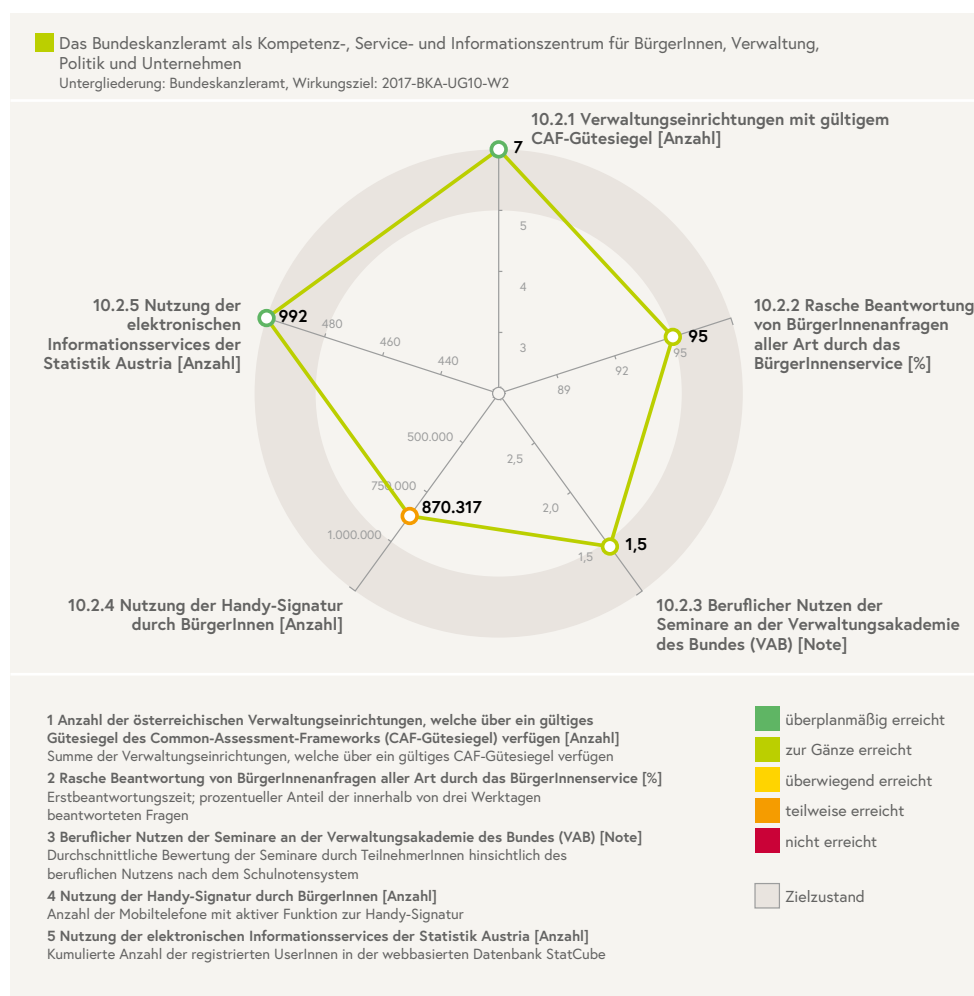 Das Bundeskanzleramt als Kompetenz-, Service- und Informationszentrum für BürgerInnen, Verwaltung,
Politik und Unternehmen
Untergliederung: Bundeskanzleramt, Wirkungsziel: 2017-BKA-UG10-W2
10.2.1 Verwaltungseinrichtungen mit gültigem
CAF-Gütesiegel [Anzahl]
7
5
4
3
10.2.2 Rasche Beantwortung
von BürgerInnenanfragen
aller Art durch das
BürgerInnenservice [%]
95
95
92
89
10.2.3 Beruflicher Nutzen der
Seminare an der Verwaltungsakademie
des Bundes (VAB) [Note]
1,5
1,5
2,0
2,5
10.2.4 Nutzung der Handy-Signatur
durch BürgerInnen [Anzahl]
870.317
500.000
750.000
1.000.000
10.2.5 Nutzung der
elektronischen
Informationsservices der
Statistik Austria [Anzahl]
992
480
460
440
1 Anzahl der österreichischen Verwaltungseinrichtungen, welche über ein gültiges
Gütesiegel des Common-Assessment-Frameworks (CAF-Gütesiegel) verfügen [Anzahl]
Summe der Verwaltungseinrichtungen, welche über ein gültiges CAF-Gütesiegel verfügen
2 Rasche Beantwortung von BürgerInnenanfragen aller Art durch das BürgerInnenservice [%]
Erstbeantwortungszeit; prozentueller Anteil der innerhalb von drei Werktagen
beantworteten Fragen
3 Beruflicher Nutzen der Seminare an der Verwaltungsakademie des Bundes (VAB) [Note]
Durchschnittliche Bewertung der Seminare durch TeilnehmerInnen hinsichtlich des
beruflichen Nutzens nach dem Schulnotensystem
4 Nutzung der Handy-Signatur durch BürgerInnen [Anzahl]
Anzahl der Mobiltelefone mit aktiver Funktion zur Handy-Signatur
5 Nutzung der elektronischen Informationsservices der Statistik Austria [Anzahl]
Kumulierte Anzahl der registrierten UserInnen in der webbasierten Datenbank StatCube
überplanmäßig erreicht
zur Gänze erreicht
überwiegend erreicht
teilweise erreicht
nicht erreicht
Zielzustand